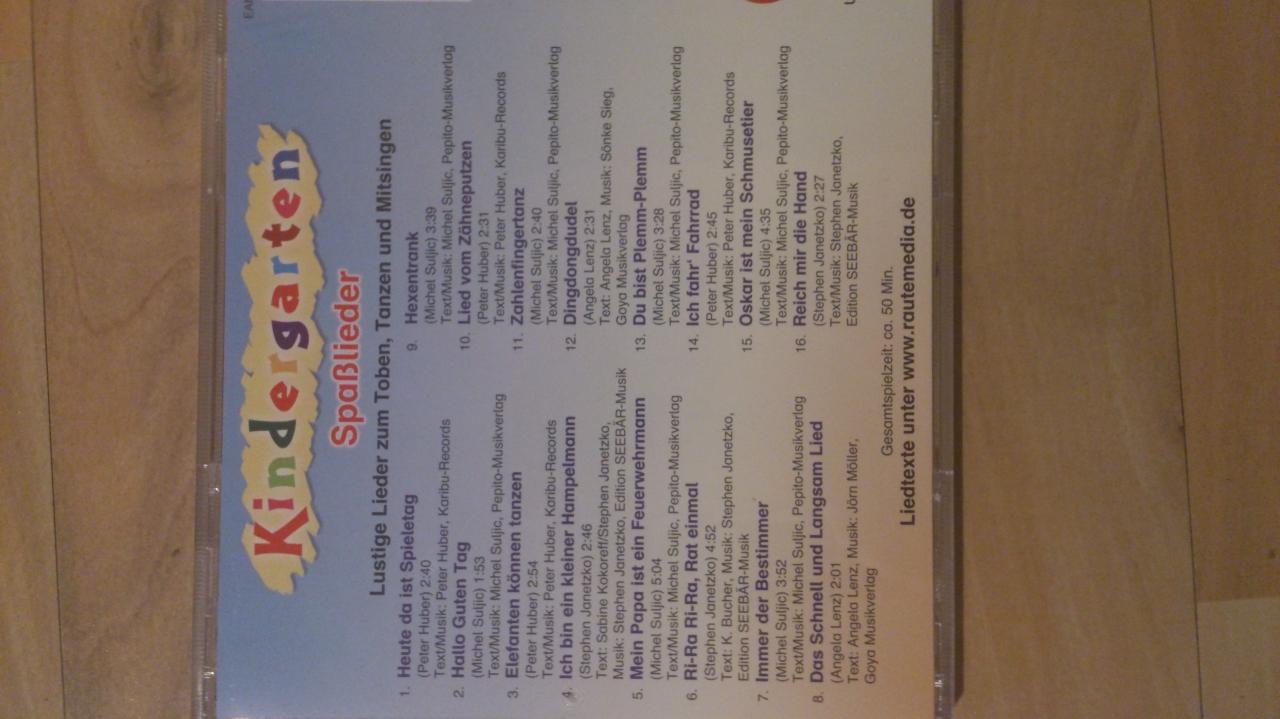 EAN
Kindergarten
Spaßlieder
Lustige Lieder zum Toben, Tanzen und Mitsingen
1. Heute da ist Spieletag
(Peter Huber) 2:40
Text/Musik: Peter Huber, Karibu-Records
2. Hallo Guten Tag
(Michel Suljic) 1:53
Text/Musik: Michel Suljic, Pepito-Musikverlag
3. Elefanten können tanzen
(Peter Huber) 2:54
Text/Musik: Peter Huber, Karibu-Records
4. Ich bin ein kleiner Hampelmann
(Stephen Janetzko) 2:46
Text: Sabine Kokoreff/Stephen Janetzko,
Musik: Stephen Janetzko, Edition SEEBÄR-Musik
5. Mein Papa ist ein Feuerwehrmann
(Michel Suljic) 5:04
Text/Musik: Michel Suljic, Pepito-Musikverlag
6. Ri-Ra Ri-Ra, Rat einmal
(Stephen Janetzko) 4:52
Text: K. Bucher, Musik: Stephen Janetzko,
Edition SEEBÄR-Musik
7. Immer der Bestimmer
(Michel Suljic) 3:52
Text/Musik: Michel Suljic, Pepito-Musikverlag
8. Das Schnell und Langsam Lied
(Angela Lenz) 2:01
Text: Angela Lenz, Musik: Jörn Möller,
Goya Musikverlag
9. Hexentrank
(Michel Suljic) 3:39
Text/Musik: Michel Suljic, Pepito-Musikverlag
10. Lied vom Zähneputzen
(Peter Huber) 2:31
Text/Musik: Peter Huber, Karibu-Records
11. Zahlenfingertanz
(Michel Suljic) 2:40
Text/Musik: Michel Suljic, Pepito-Musikverlag
12. Dingdongdudel
(Angela Lenz) 2:31
Text: Angela Lenz, Musik: Sönke Sieg,
Goya Musikverlag
13. Du bist Plemm-Plemm
(Michel Suljic) 3:28
Text/Musik: Michel Suljic, Pepito-Musikverlag
14. Ich fahr' Fahrrad
(Peter Huber) 2:45
Text/Musik: Peter Huber, Karibu-Records
15. Oskar ist mein Schmusetier
(Michel Suljic) 4:35
Text/Musik: Michel Suljic, Pepito-Musikverlag
16. Reich mir die Hand
(Stephen Janetzko) 2:27
Text/Musik: Stephen Janetzko,
Edition SEEBÄR-Musik
Gesamtspielzeit: ca. 50 Min.
Liedtexte unter www.rautemedia.de